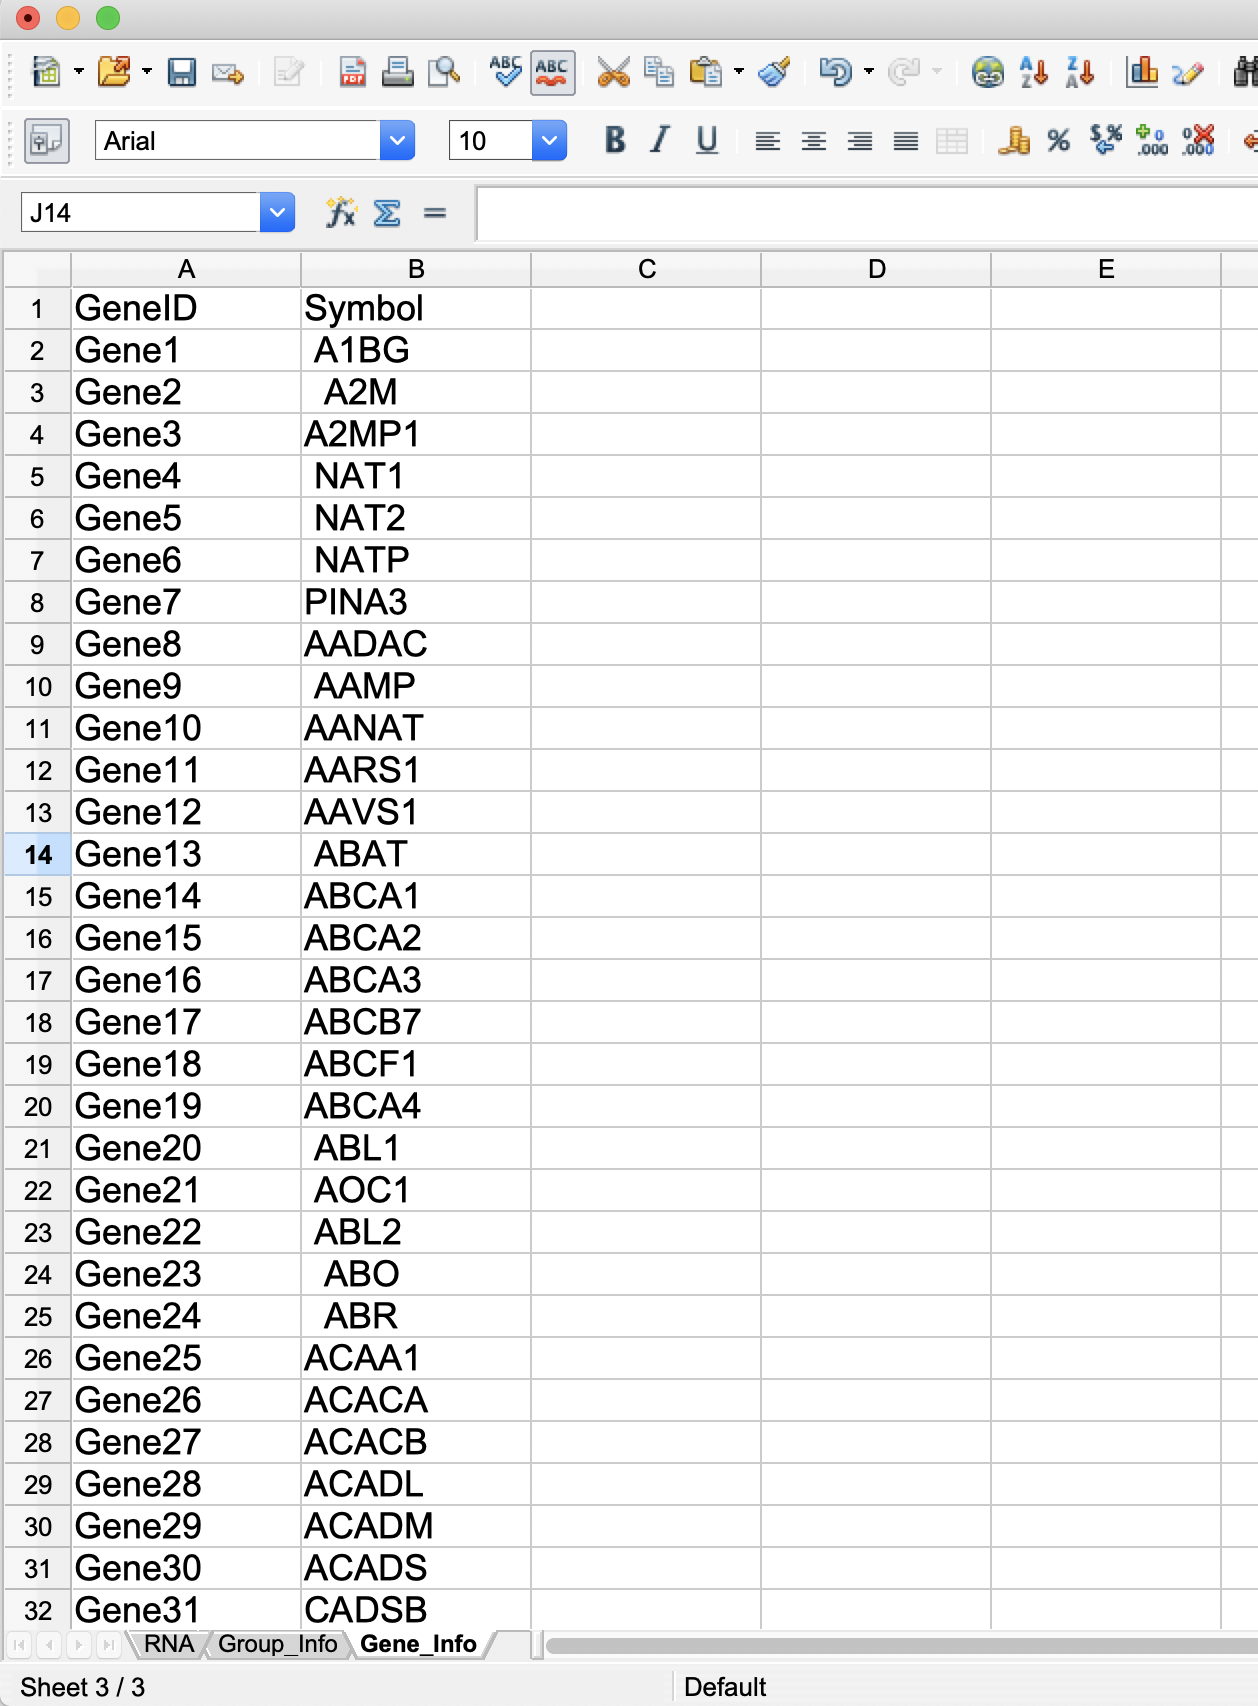 ABC ABC
Arial 10 B I U % $,% .000 .000
J14 fx Σ =
A B C D E
1 GeneID Symbol
2 Gene1 A1BG
3 Gene2 A2M
4 Gene3 A2MP1
5 Gene4 NAT1
6 Gene5 NAT2
7 Gene6 NATP
8 Gene7 PINA3
9 Gene8 AADAC
10 Gene9 AAMP
11 Gene10 AANAT
12 Gene11 AARS1
13 Gene12 AAVS1
14 Gene13 ABAT
15 Gene14 ABCA1
16 Gene15 ABCA2
17 Gene16 ABCA3
18 Gene17 ABCB7
19 Gene18 ABCF1
20 Gene19 ABCA4
21 Gene20 ABL1
22 Gene21 AOC1
23 Gene22 ABL2
24 Gene23 ABO
25 Gene24 ABR
26 Gene25 ACAA1
27 Gene26 ACACA
28 Gene27 ACACB
29 Gene28 ACADL
30 Gene29 ACADM
31 Gene30 ACADS
32 Gene31 CADSB
RNA Group_Info Gene_Info
Sheet 3 / 3 Default